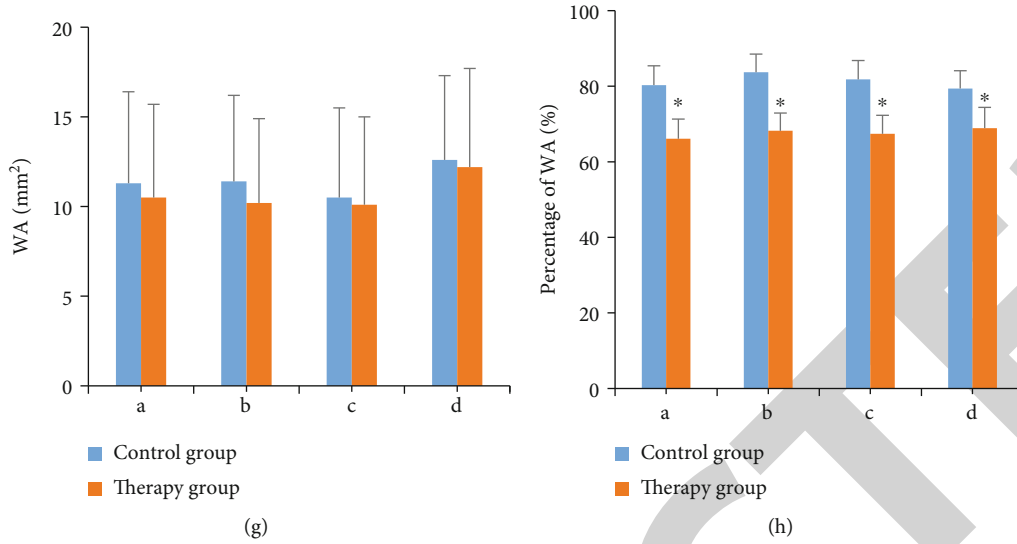 20
15
10
5
0
WA (mm²)
a b c d
Control group
Therapy group
(g)
100
80
60
40
20
0
Percentage of WA (%)
* * * *
a b c d
Control group
Therapy group
(h)